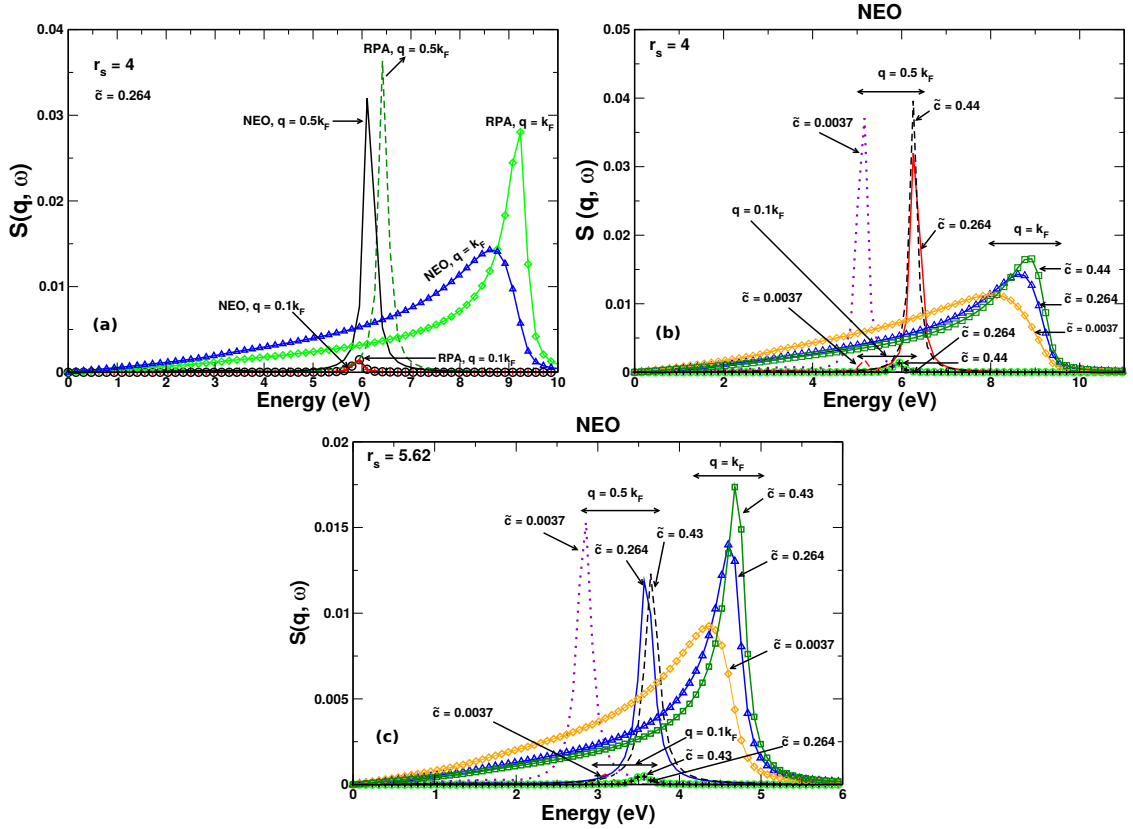 NEO
0.04
0.03
0.02
0.01
0
S(q, ω)
r_s = 4
c̃ = 0.264
RPA, q = 0.5k_F
NEO, q = 0.5k_F
RPA, q = k_F
NEO, q = k_F
NEO, q = 0.1k_F
RPA, q = 0.1k_F
(a)
0 1 2 3 4 5 6 7 8 9 10
Energy (eV)
0.05
0.04
0.03
0.02
0.01
0
S (q, ω)
r_s = 4
q = 0.5 k_F
c̃ = 0.0037
c̃ = 0.44
q = 0.1k_F
c̃ = 0.264
q = k_F
c̃ = 0.0037
c̃ = 0.44
c̃ = 0.264
c̃ = 0.264
c̃ = 0.0037
c̃ = 0.44
(b)
0 2 4 6 8 10
Energy (eV)
NEO
0.02
0.015
0.01
0.005
0
S(q, ω)
r_s = 5.62
q = k_F
q = 0.5 k_F
c̃ = 0.43
c̃ = 0.0037
c̃ = 0.43
c̃ = 0.264
c̃ = 0.264
c̃ = 0.0037
c̃ = 0.0037
q = 0.1k_F
(c)
c̃ = 0.43
c̃ = 0.264
0 1 2 3 4 5 6
Energy (eV)